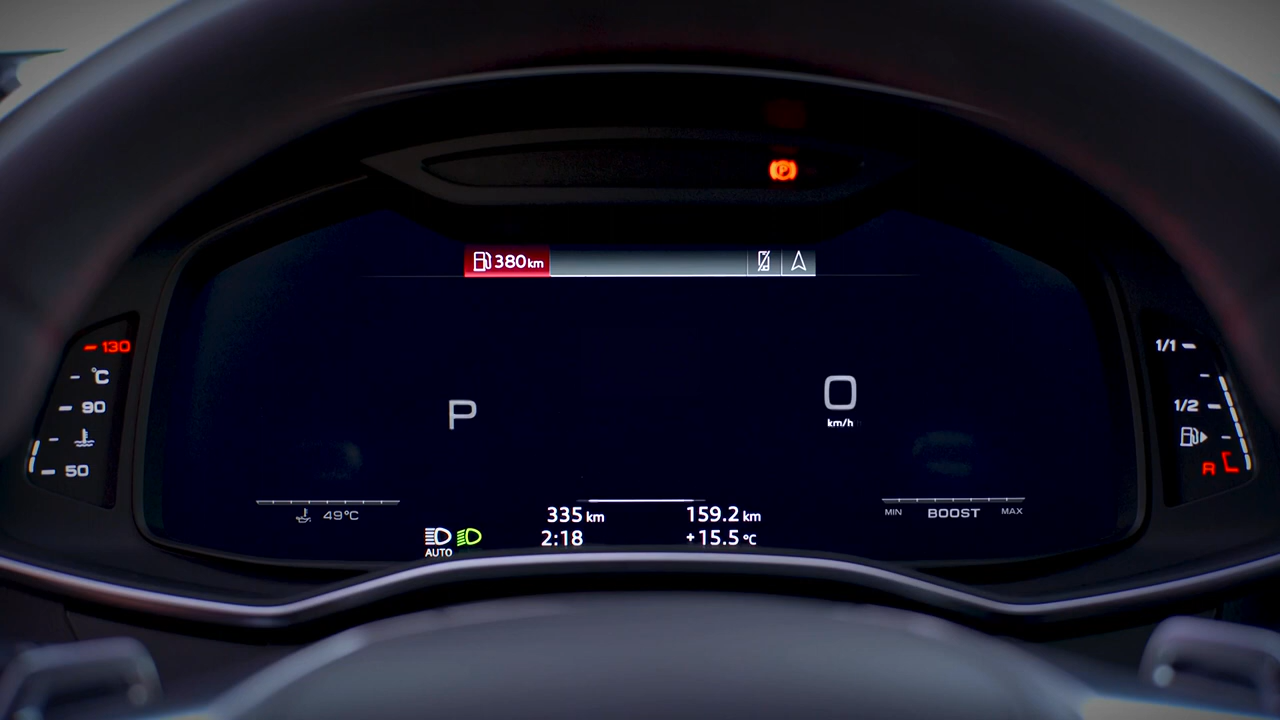 P
380 km
130
°C
90
50
1/1
1/2
R
P
0
km/h
49°C
MIN BOOST MAX
335 km 159.2 km
AUTO 2:18 +15.5 °C